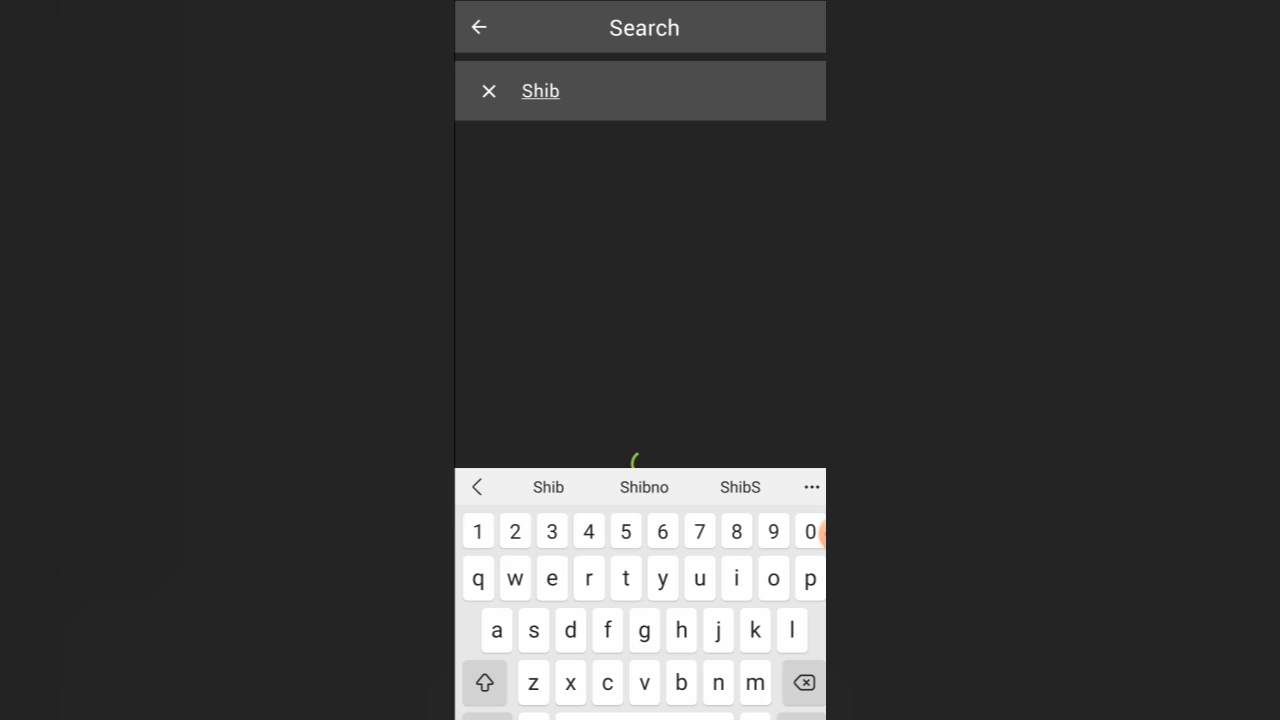 Search
Shib
Shib Shibno ShibS
1 2 3 4 5 6 7 8 9 0
q w e r t y u i o p
a s d f g h j k l
z x c v b n m